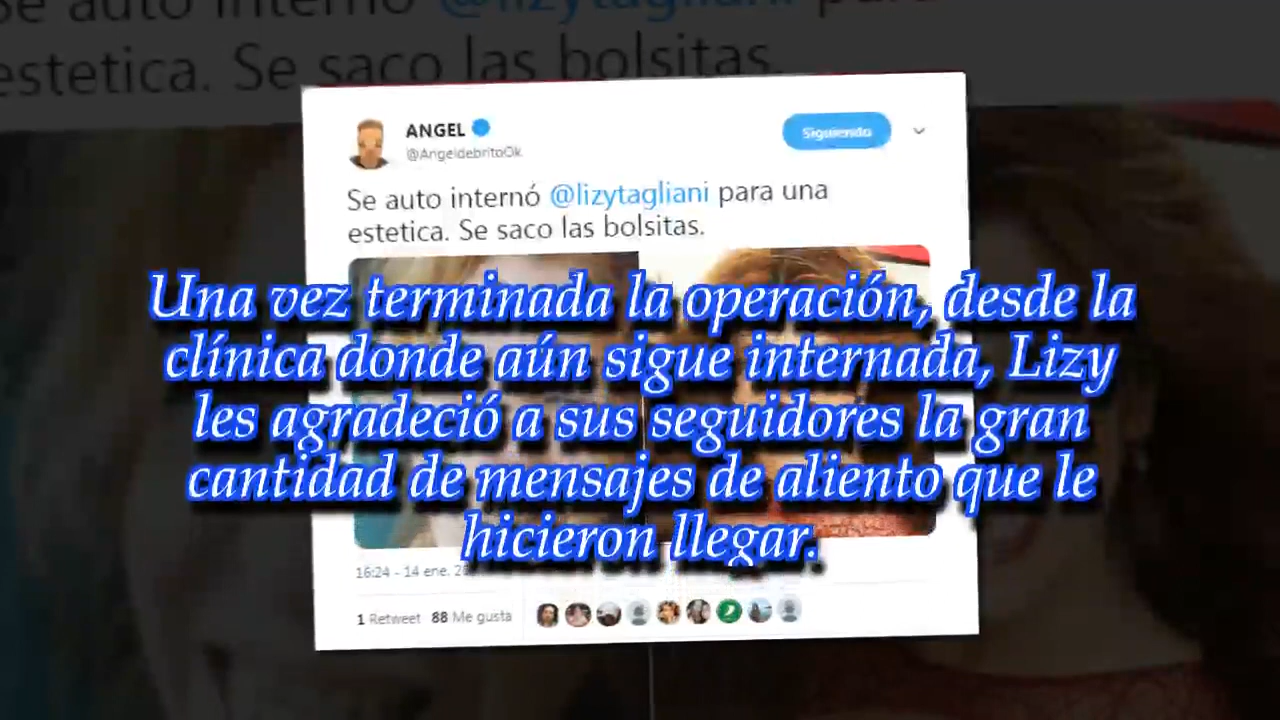 se auto internó @lizytagliani para
estetica. Se saco las bolsitas.
ANGEL
@AngeldebritoOk
Siguiendo
Se auto internó @lizytagliani para una
estetica. Se saco las bolsitas.
Una vez terminada la operación, desde la
clínica donde aún sigue internada, Lizy
les agradeció a sus seguidores la gran
cantidad de mensajes de aliento que le
hicieron llegar.
16:24 - 14 ene.
1 Retweet 88 Me gusta